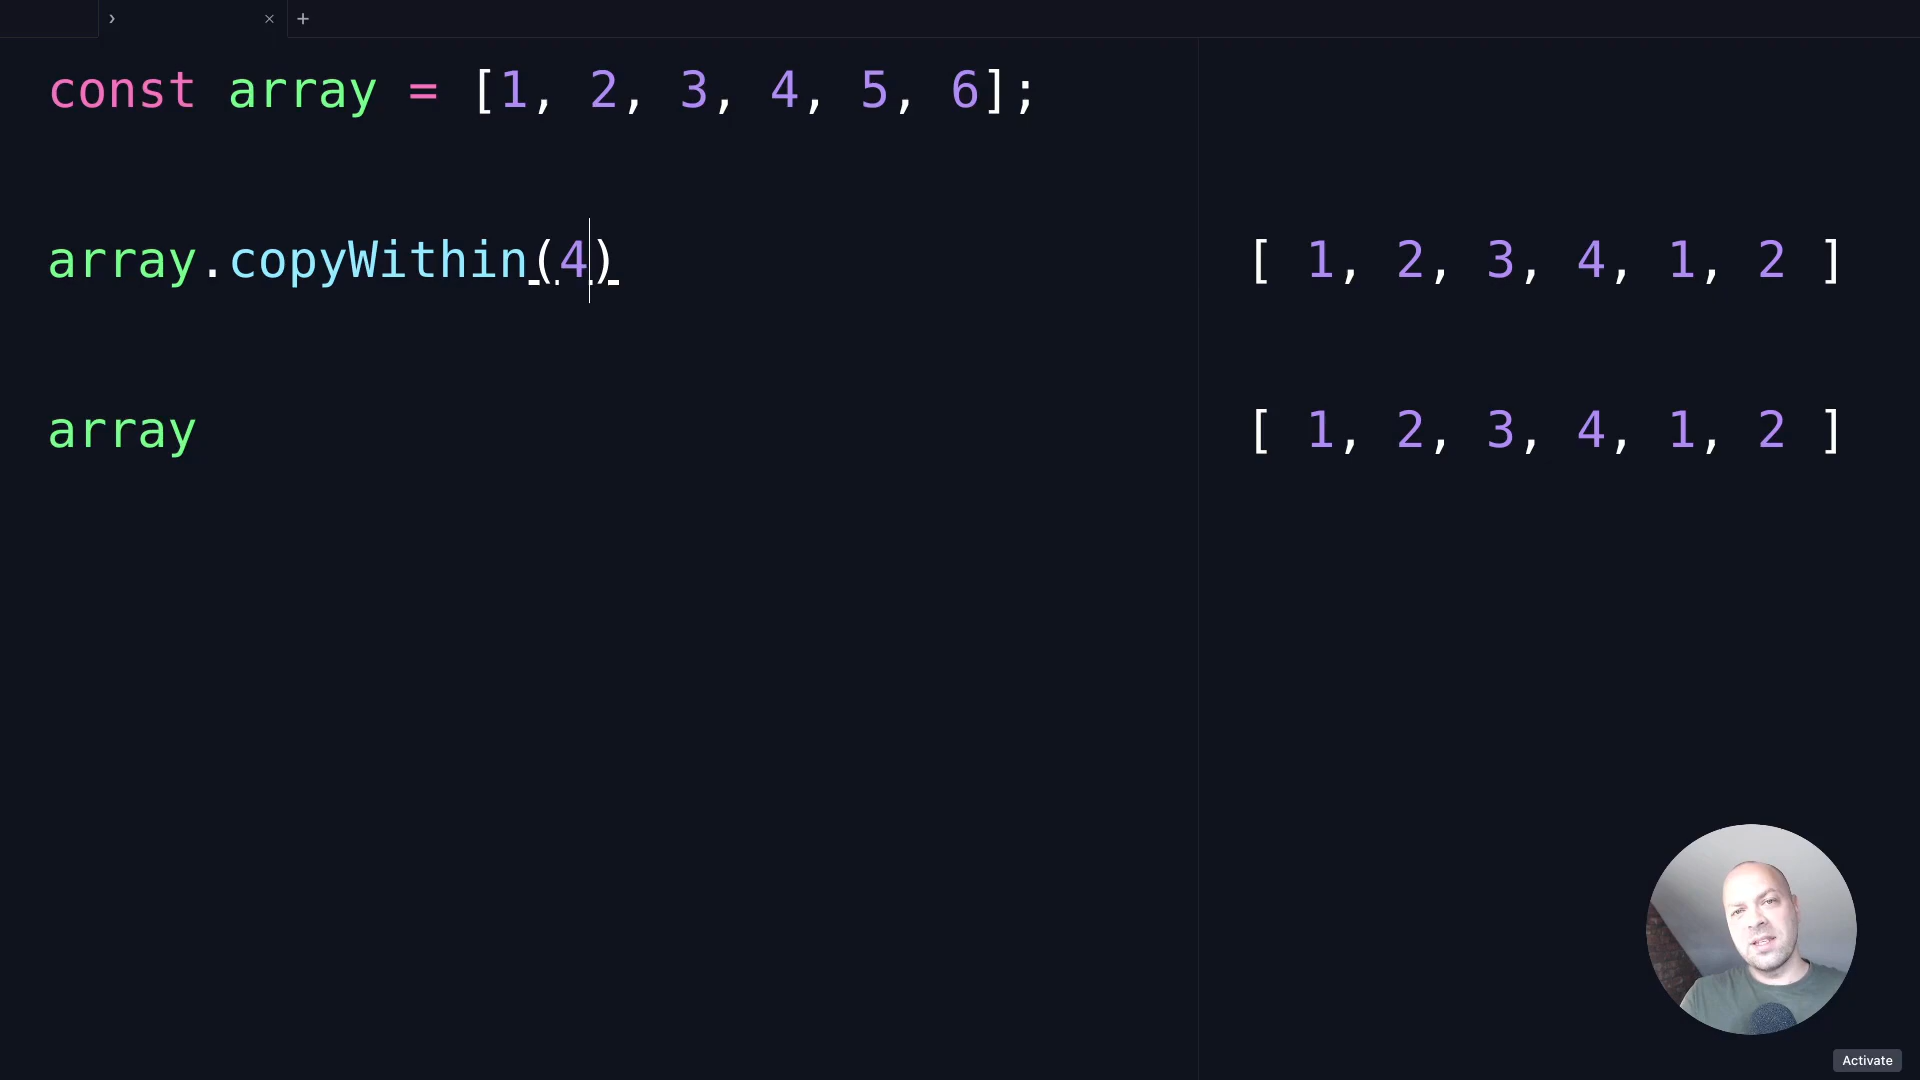 const array = [1, 2, 3, 4, 5, 6];
array.copyWithin(4) [ 1, 2, 3, 4, 1, 2 ]
array [ 1, 2, 3, 4, 1, 2 ]
Activate